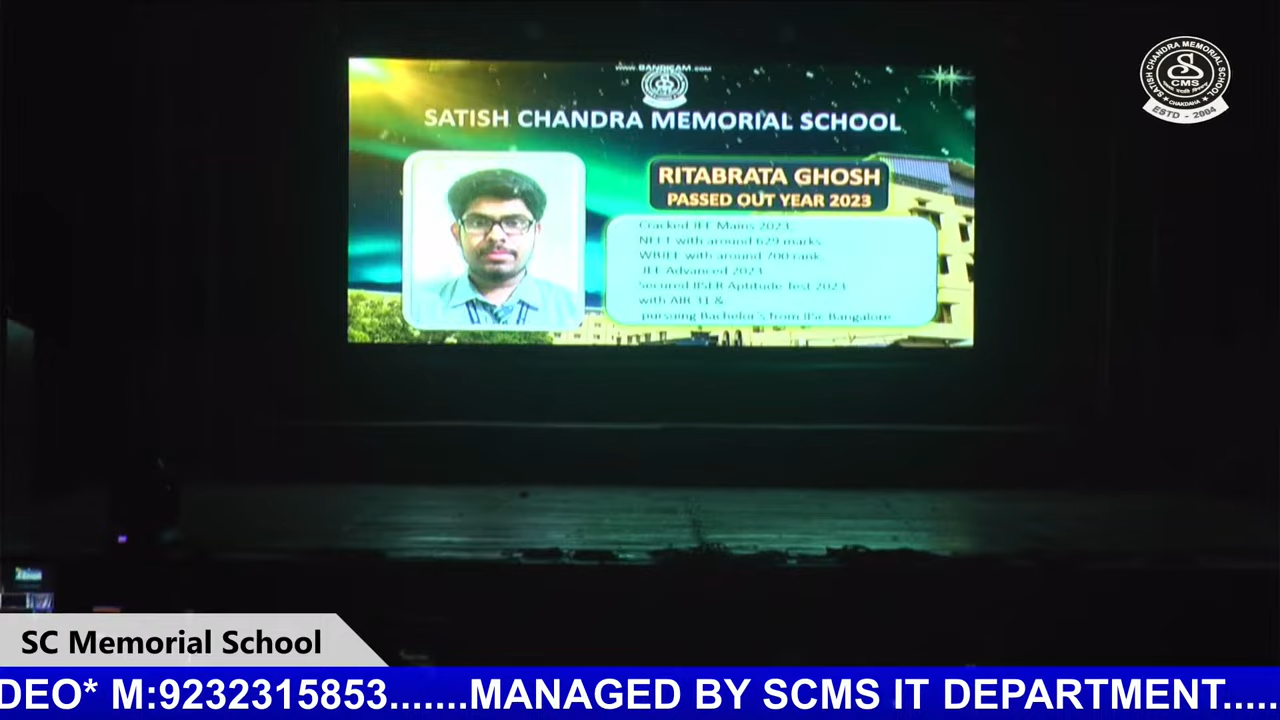 www.BANDICAM.com
SATISH CHANDRA MEMORIAL SCHOOL
RITABRATA GHOSH
PASSED OUT YEAR 2023
Cracked JEE Mains 2023,
NEET with around 629 marks
WBJEE with around 700 rank
JEE Advanced 2023
Secured IISER Aptitude Test 2023
with AIR 31 &
pursuing Bachelor's from IISc Bangalore
SATISH CHANDRA MEMORIAL SCHOOL
S
CMS
CHAKDAHA
ESTD - 2004
SC Memorial School
DEO* M:9232315853.......MANAGED BY SCMS IT DEPARTMENT.....